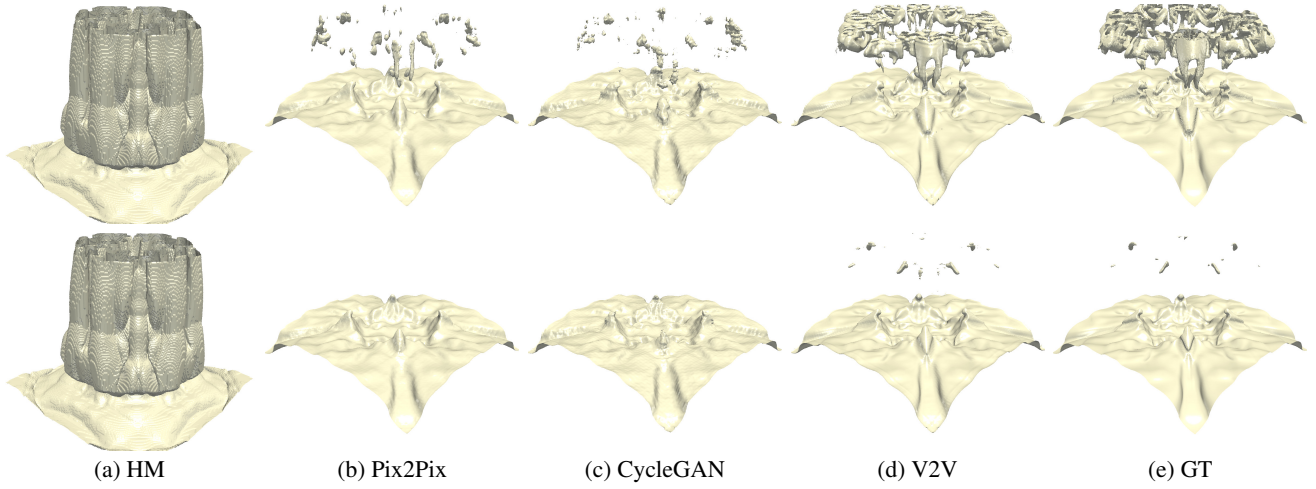 (a) HM
(b) Pix2Pix
(c) CycleGAN
(d) V2V
(e) GT